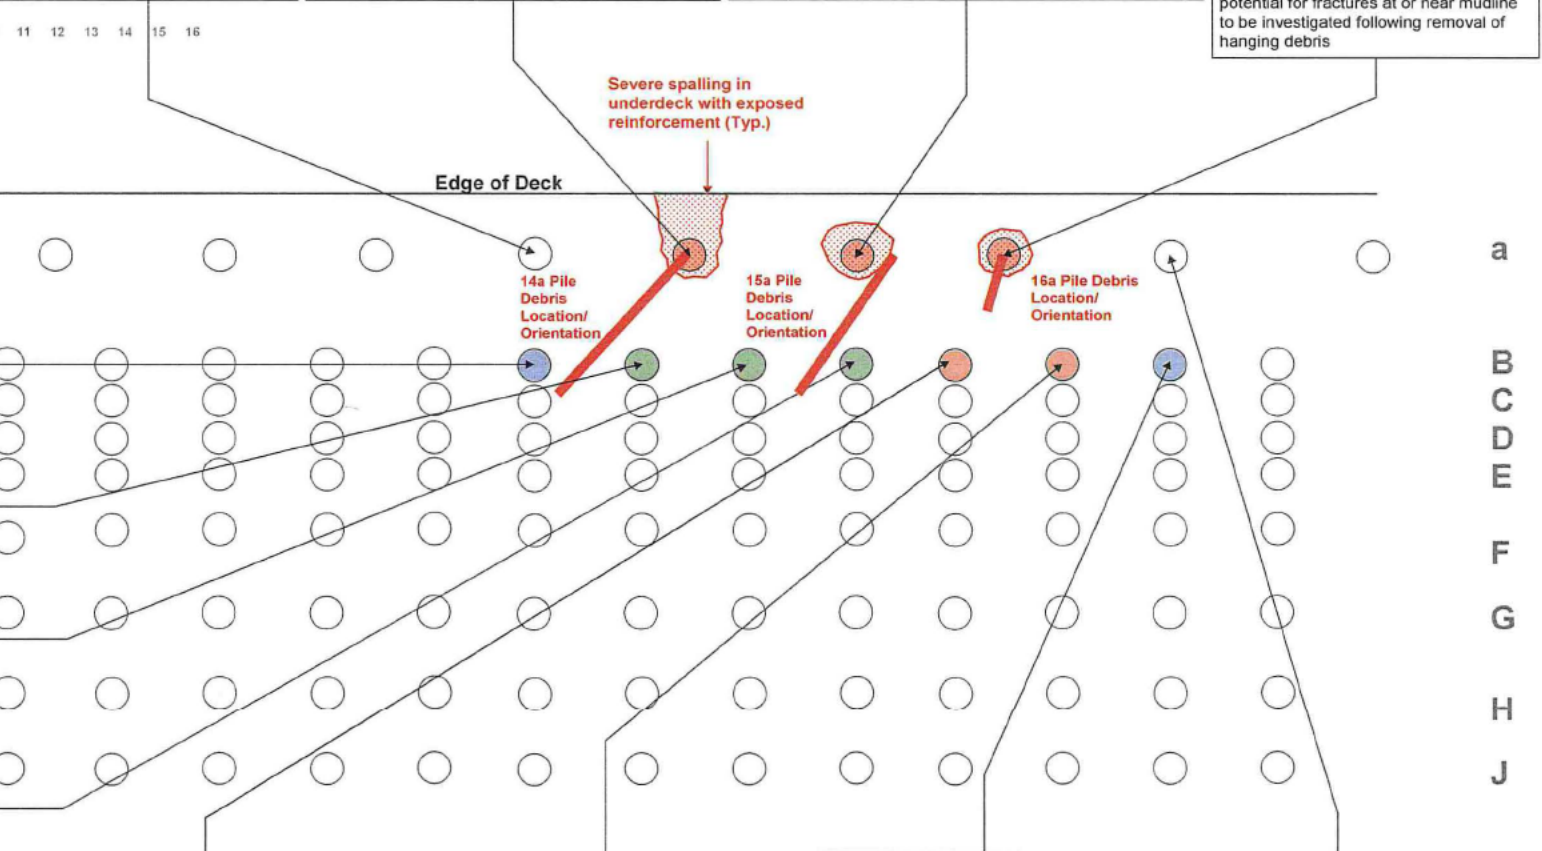 potential for fractures at or near mudline
to be investigated following removal of
hanging debris
11 12 13 14 15 16
Severe spalling in
underdeck with exposed
reinforcement (Typ.)
Edge of Deck
a
14a Pile
Debris
Location/
Orientation
15a Pile
Debris
Location/
Orientation
16a Pile Debris
Location/
Orientation
B
C
D
E
F
G
H
J